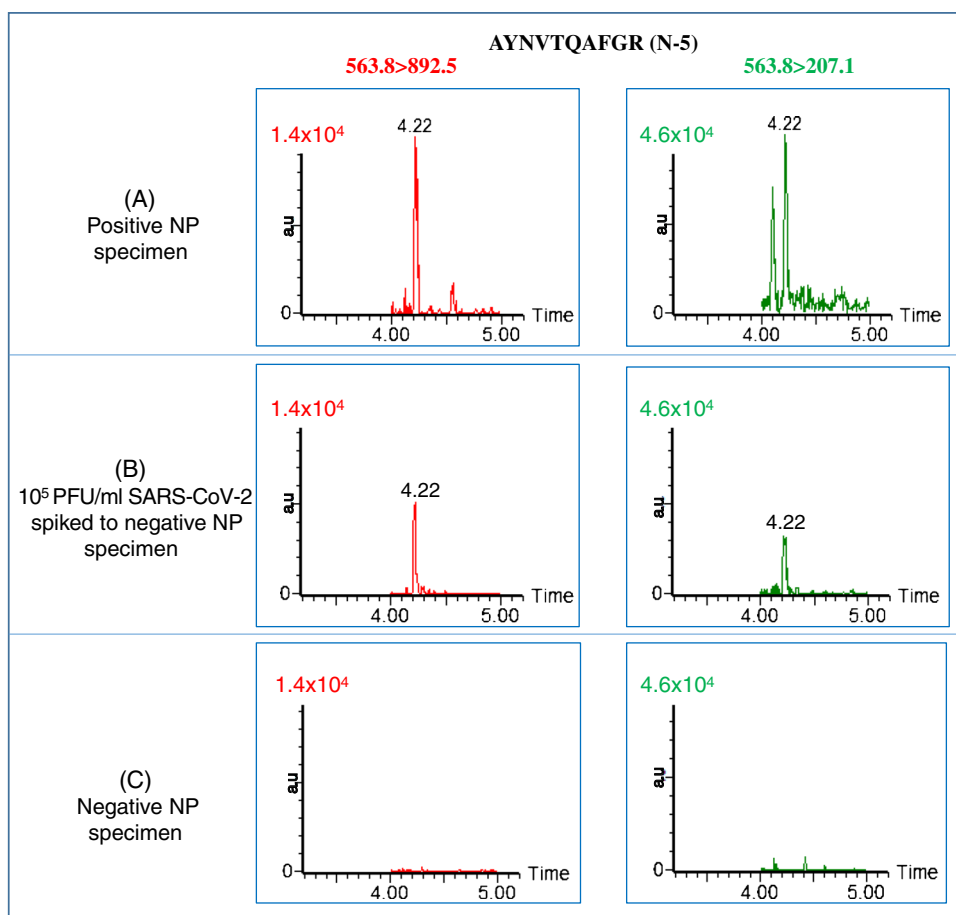 AYNVTQAFGR (N-5)
563.8>892.5
563.8>207.1
(A)
Positive NP
specimen
1.4x10⁴
4.22
a.u
0
4.00
5.00
Time
4.6x10⁴
4.22
a.u
0
4.00
5.00
Time
(B)
10⁵ PFU/ml SARS-CoV-2
spiked to negative NP
specimen
1.4x10⁴
4.22
a.u
0
4.00
5.00
Time
4.6x10⁴
4.22
a.u
0
4.00
5.00
Time
(C)
Negative NP
specimen
1.4x10⁴
a.u
0
4.00
5.00
Time
4.6x10⁴
a.u
0
4.00
5.00
Time